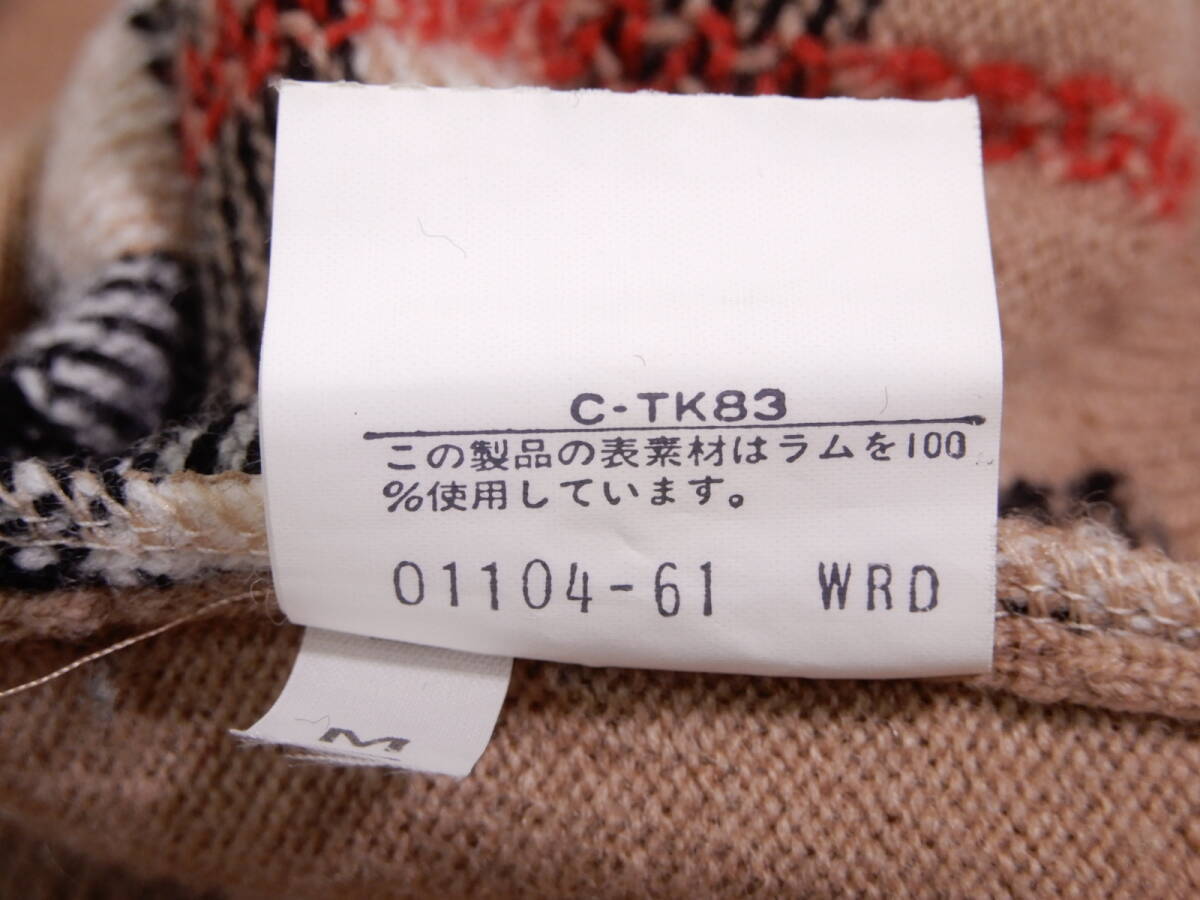 C-TK83
この製品の表素材はラムを100
%使用しています。
01104-61 WRD
M